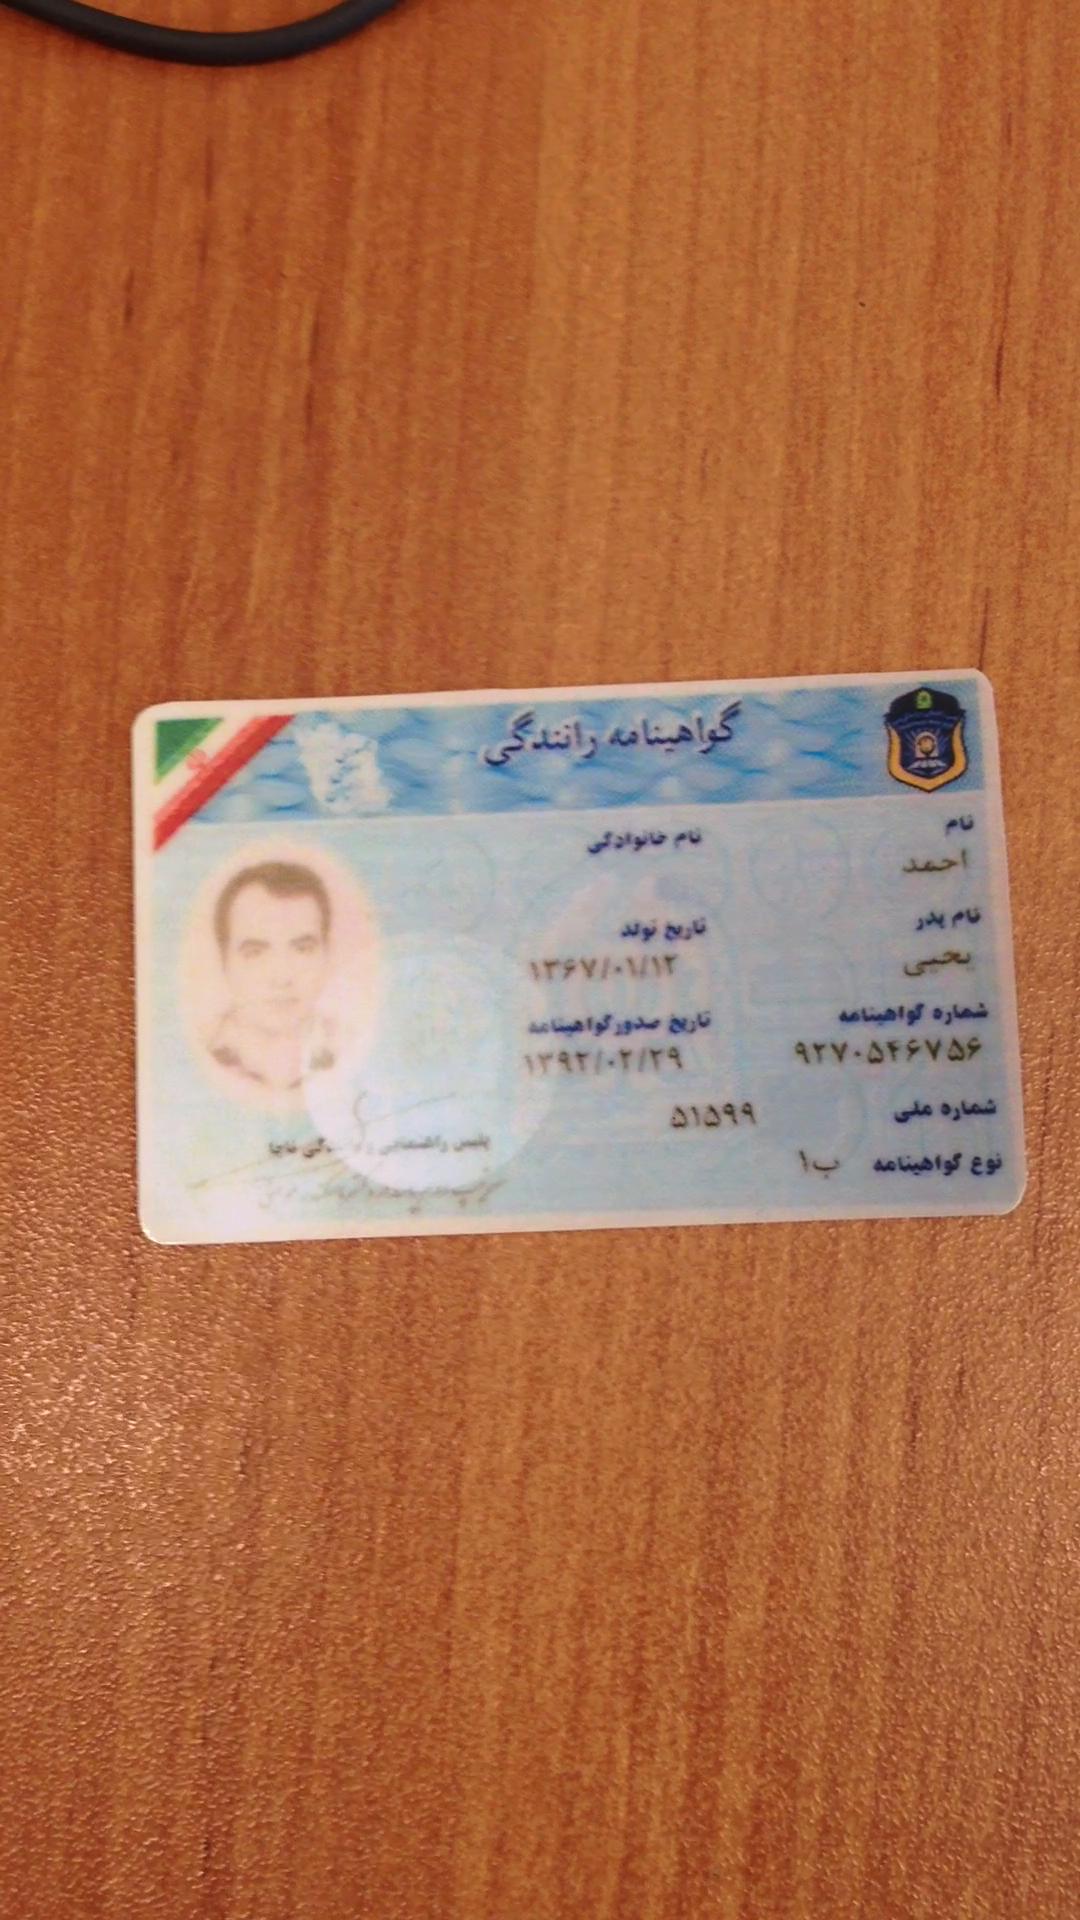 گواهینامه رانندگی
نام
احمد
نام خانوادگی
نام پدر
یحیی
تاریخ تولد
۱۳۶۷/۰۱/۱۲
شماره گواهینامه
۹۲۷۰۵۴۶۷۵۶
تاریخ صدور گواهینامه
۱۳۹۲/۰۲/۲۹
شماره ملی
۵۱۵۹۹
نوع گواهینامه ب۱
پلیس راهنمایی و رانندگی ناجا